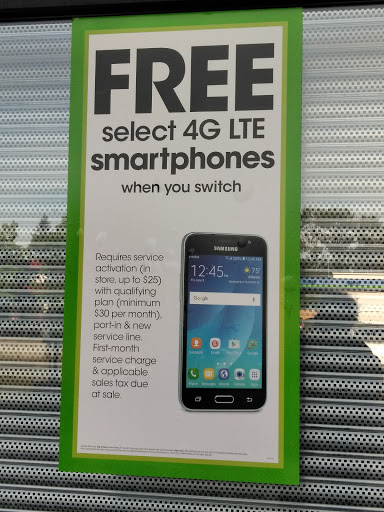 FREE
select 4G LTE
smartphones
when you switch
Requires service
activation (in
store, up to $25)
with qualifying
plan (minimum
$30 per month),
port-in & new
service line.
First-month
service charge
& applicable
sales tax due
at sale.
SAMSUNG
12:45
75°
Google